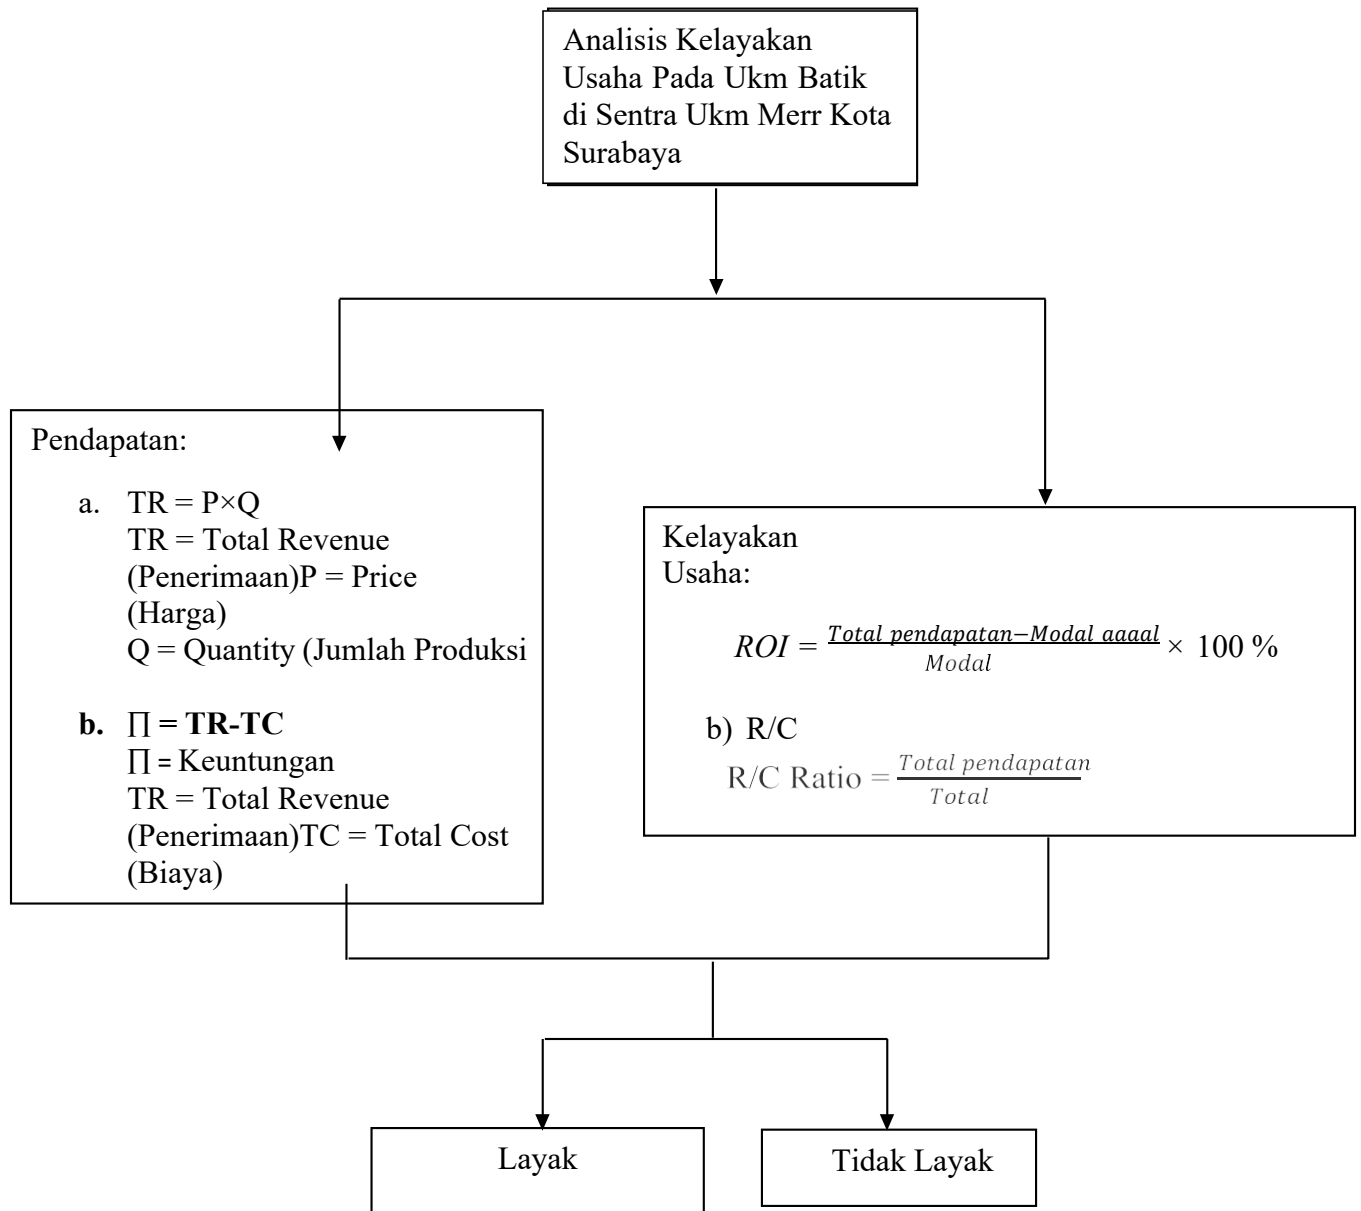 Analisis Kelayakan
Usaha Pada Ukm Batik
di Sentra Ukm Merr Kota
Surabaya
Pendapatan:
a. TR = P×Q
TR = Total Revenue
(Penerimaan)P = Price
(Harga)
Q = Quantity (Jumlah Produksi
b. ∏ = TR-TC
∏ = Keuntungan
TR = Total Revenue
(Penerimaan)TC = Total Cost
(Biaya)
Kelayakan
Usaha:
ROI = Total pendapatan−Modal aaaal / Modal × 100 %
b) R/C
R/C Ratio = Total pendapatan / Total
Layak
Tidak Layak